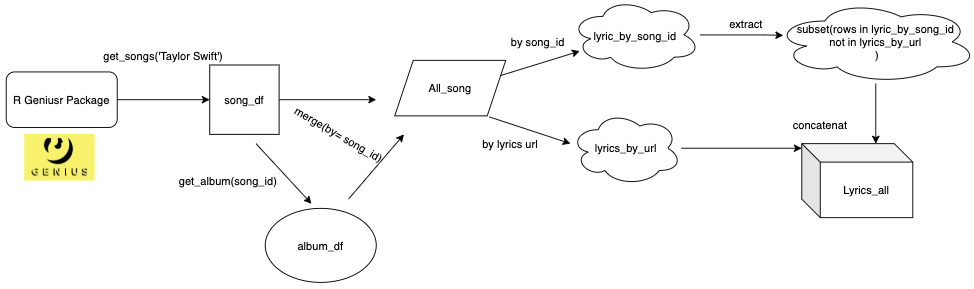 get_songs('Taylor Swift')
R Geniusr Package
GENIUS
song_df
merge(by= song_id)
get_album(song_id)
album_df
All_song
by song_id
by lyrics url
lyric_by_song_id
lyrics_by_url
extract
subset(rows in lyric_by_song_id
not in lyrics_by_url
)
concatenat
Lyrics_all